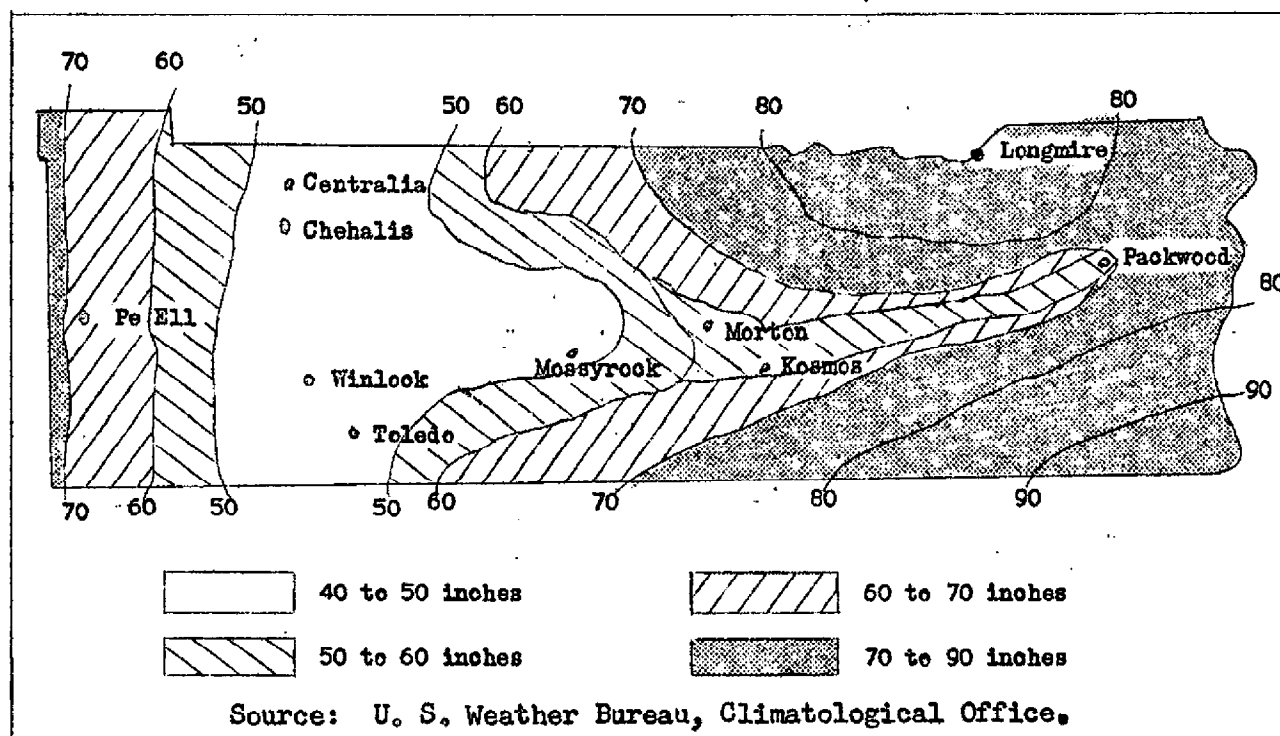 70 60 50 50 60 70 80 80
Longmire
Centralia
Chehalis
Packwood
80
Pe Ell
Morton
Mossyrock
Kosmos
Winlook
90
Toledo
70 60 50 50 60 70 80 90
40 to 50 inches
60 to 70 inches
50 to 60 inches
70 to 90 inches
Source: U. S. Weather Bureau, Climatological Office.